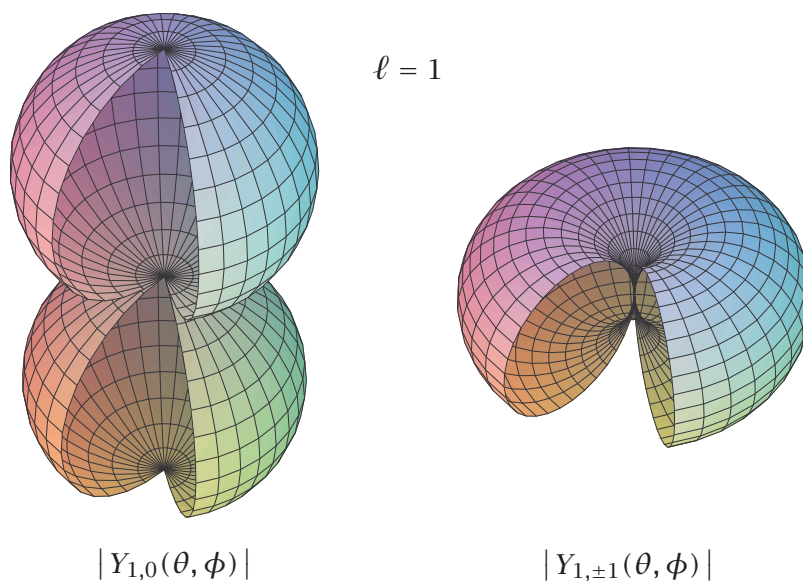 ℓ = 1
|Y₁,₀(θ, ϕ)|
|Y₁,±₁(θ, ϕ)|